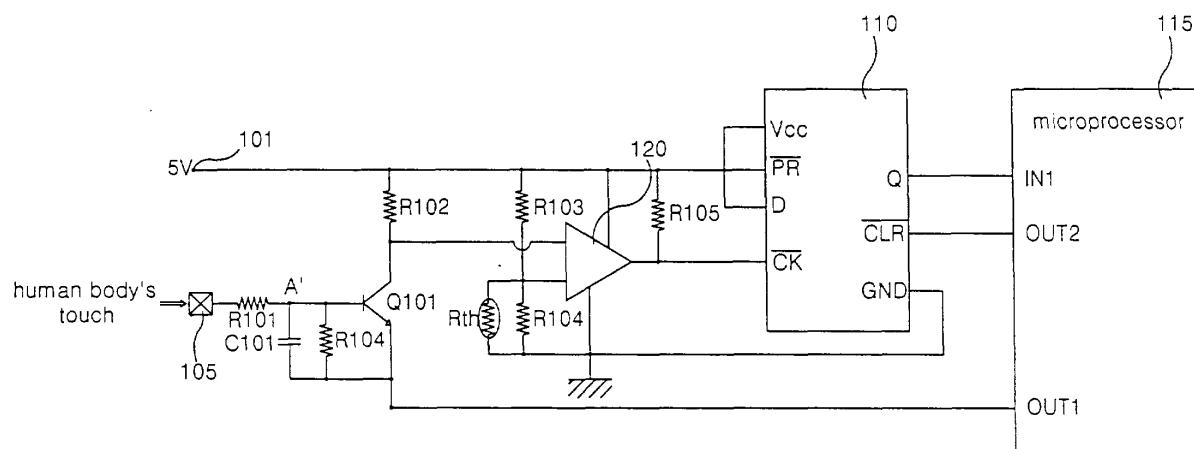 110
115
microprocessor
Vcc
5V
101
120
PR
Q
IN1
R102
R103
R105
D
CLR
OUT2
CK
human body's
touch
A'
Q101
GND
R101
Rth
R104
C101
R104
105
OUT1